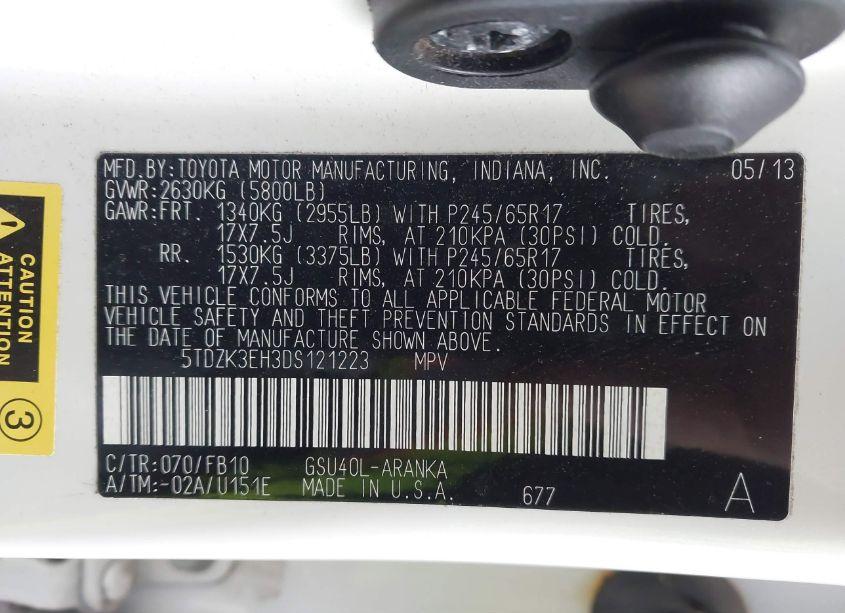 MFD.BY:TOYOTA MOTOR MANUFACTURING, INDIANA, INC. 05/13
GVWR:2630KG (5800LB)
GAWR:FRT. 1340KG (2955LB) WITH P245/65R17 TIRES,
17X7.5J RIMS, AT 210KPA (30PSI) COLD.
RR. 1530KG (3375LB) WITH P245/65R17 TIRES,
17X7.5J RIMS, AT 210KPA (30PSI) COLD.
THIS VEHICLE CONFORMS TO ALL APPLICABLE FEDERAL MOTOR
VEHICLE SAFETY AND THEFT PREVENTION STANDARDS IN EFFECT ON
THE DATE OF MANUFACTURE SHOWN ABOVE.
5TDZK3EH3DS121223 MPV
C/TR:070/FB10 GSU40L-ARANKA
A/TM:-02A/U151E MADE IN U.S.A. 677 A
CAUTION
ATTENTION
3